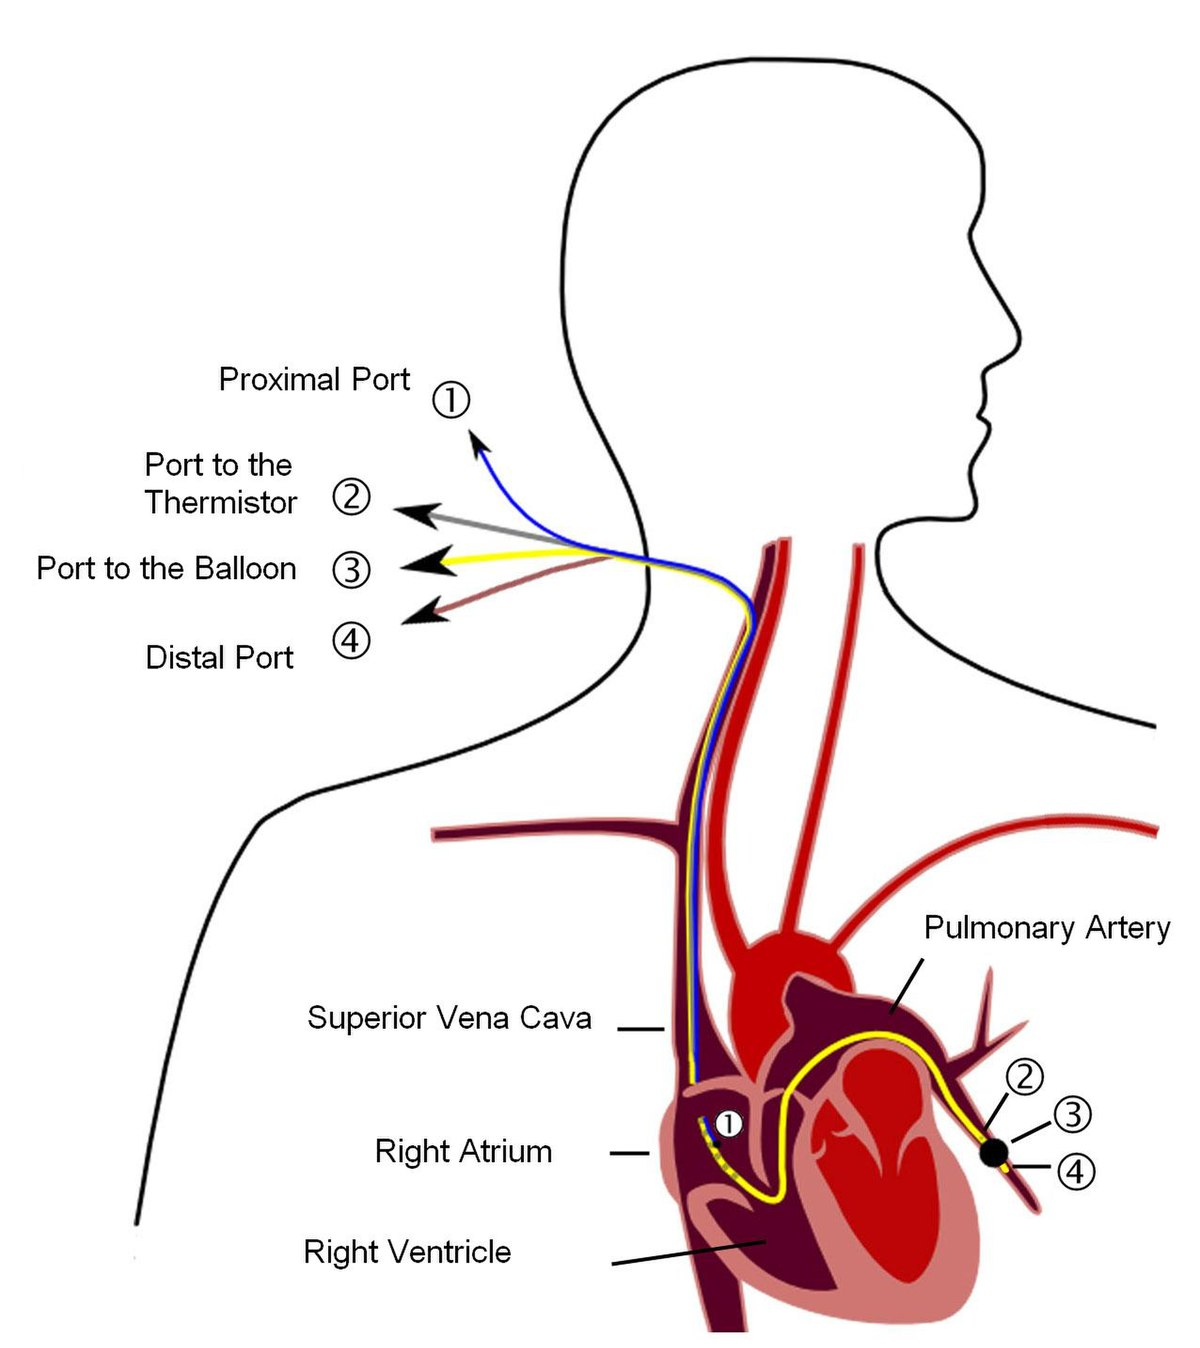 Proximal Port ①
Port to the
Thermistor ②
Port to the Balloon ③
Distal Port ④
Pulmonary Artery
Superior Vena Cava
②
③
①
Right Atrium
④
Right Ventricle